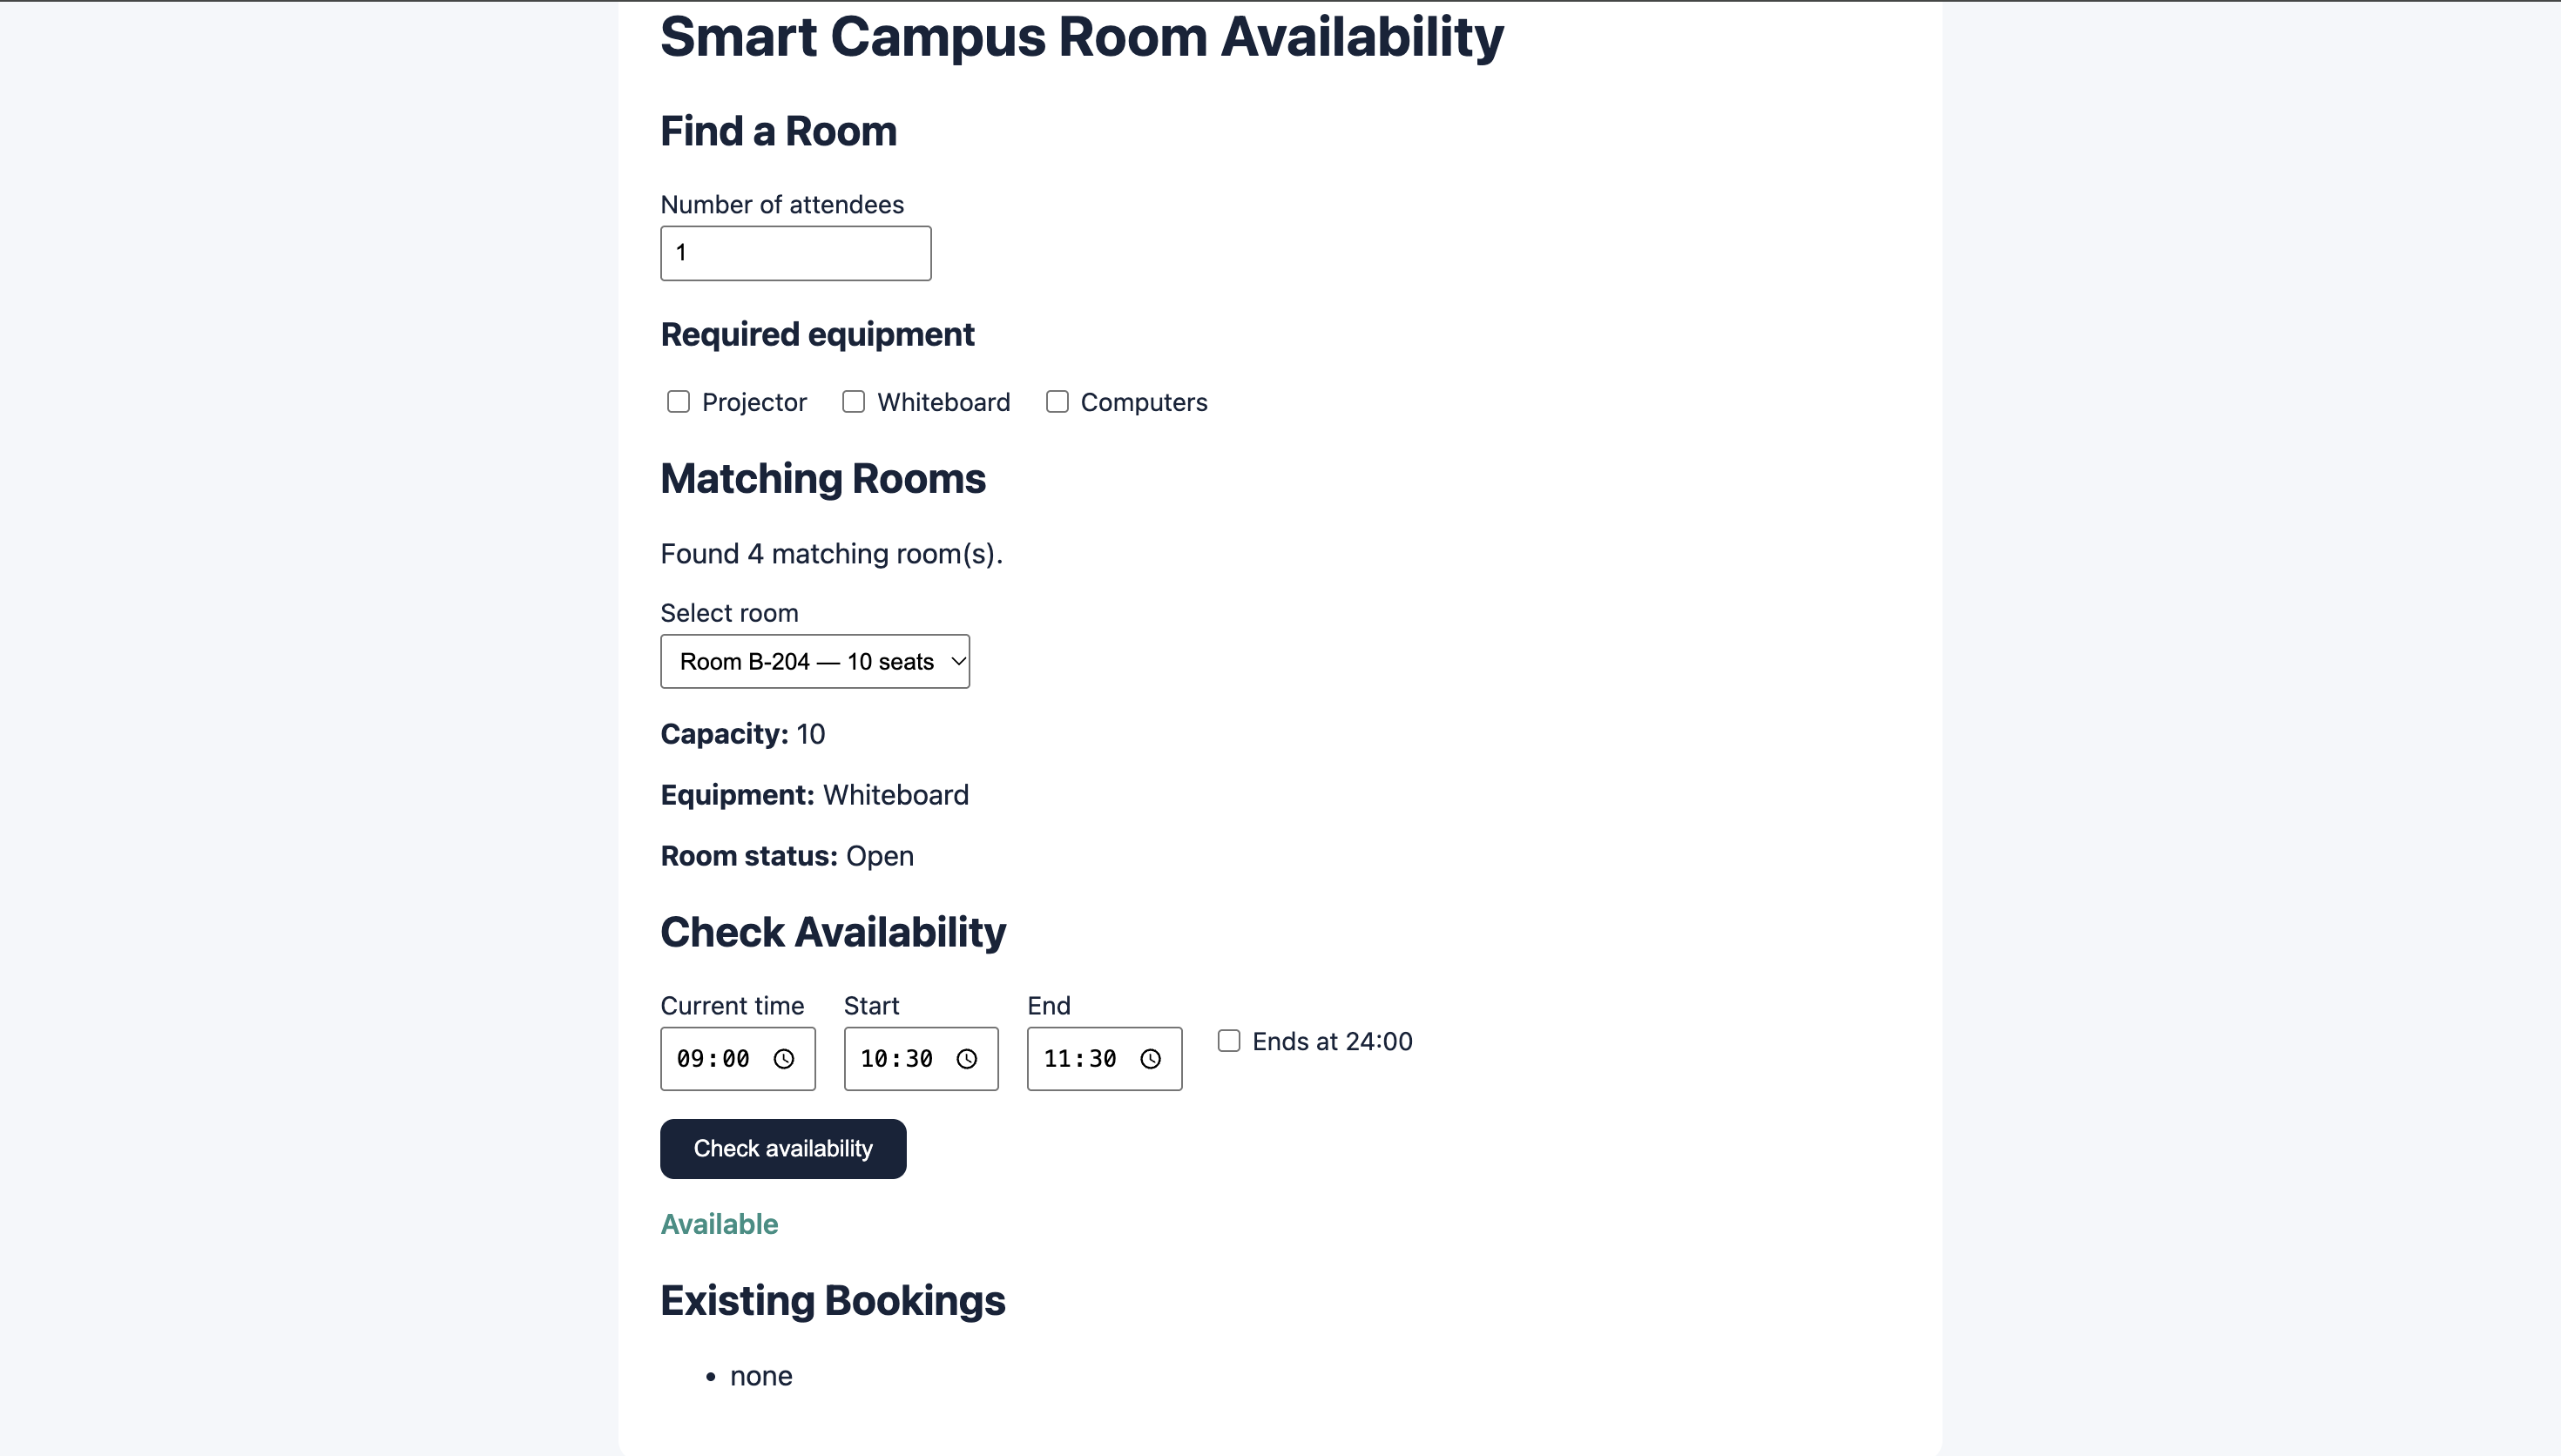 Smart Campus Room Availability
Find a Room
Number of attendees
1
Required equipment
Projector Whiteboard Computers
Matching Rooms
Found 4 matching room(s).
Select room
Room B-204 — 10 seats
Capacity: 10
Equipment: Whiteboard
Room status: Open
Check Availability
Current time Start End
09:00 10:30 11:30 Ends at 24:00
Check availability
Available
Existing Bookings
• none